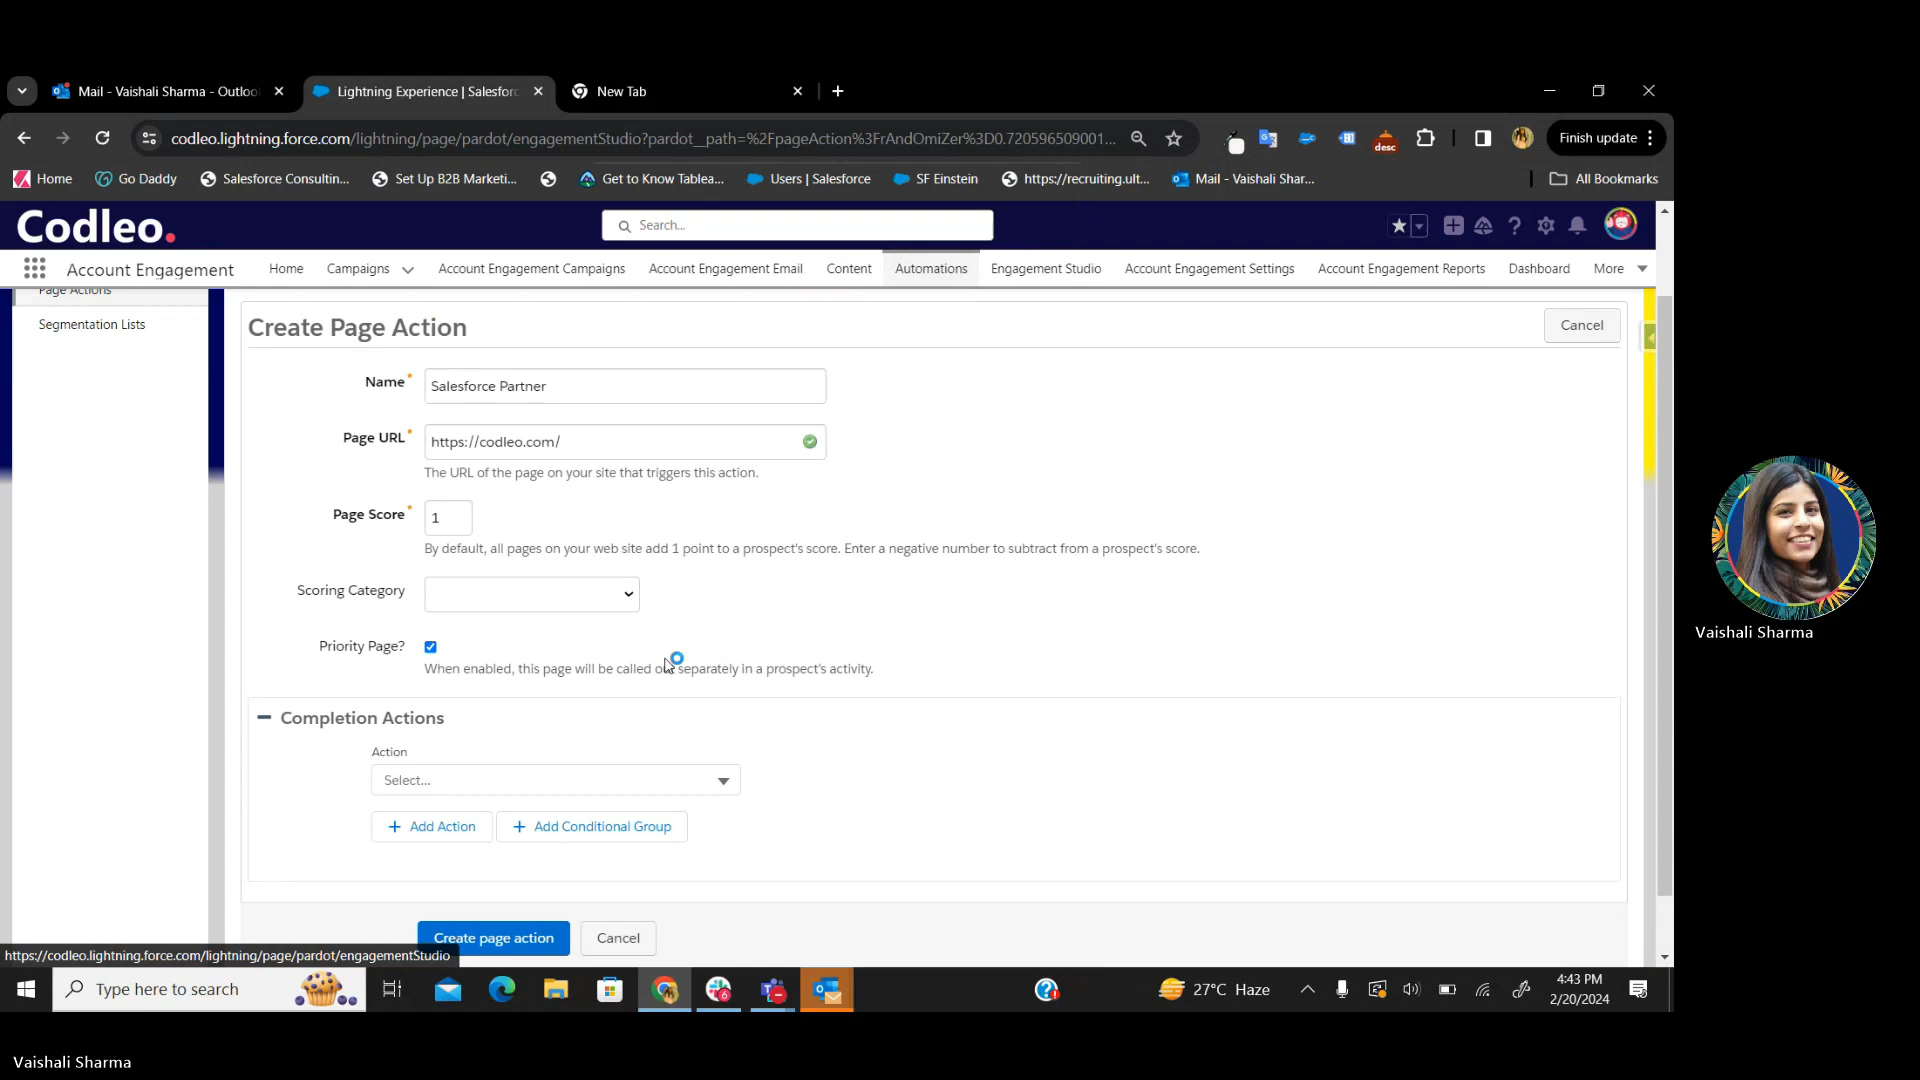 Mail - Vaishali Sharma - Outlo
Lightning Experience | Salesforc
New Tab
codleo.lightning.force.com/lightning/page/pardot/engagementStudio?pardot__path=%2FpageAction%3FrAndOmiZer%3D0.720596509001...
desc
Finish update
Home
Go Daddy
Salesforce Consultin...
Set Up B2B Marketi...
Get to Know Tablea...
Users | Salesforce
SF Einstein
https://recruiting.ult...
Mail - Vaishali Shar...
All Bookmarks
Codleo.
Search...
Account Engagement
Home
Campaigns
Account Engagement Campaigns
Account Engagement Email
Content
Automations
Engagement Studio
Account Engagement Settings
Account Engagement Reports
Dashboard
More
Page Actions
Segmentation Lists
Create Page Action
Cancel
Name*
Salesforce Partner
Page URL*
https://codleo.com/
The URL of the page on your site that triggers this action.
Page Score*
1
By default, all pages on your web site add 1 point to a prospect's score. Enter a negative number to subtract from a prospect's score.
Scoring Category
Priority Page?
When enabled, this page will be called separately in a prospect's activity.
Completion Actions
Action
Select...
+ Add Action
+ Add Conditional Group
Create page action
Cancel
https://codleo.lightning.force.com/lightning/page/pardot/engagementStudio
Type here to search
6
27°C Haze
4:43 PM
2/20/2024
Vaishali Sharma
Vaishali Sharma